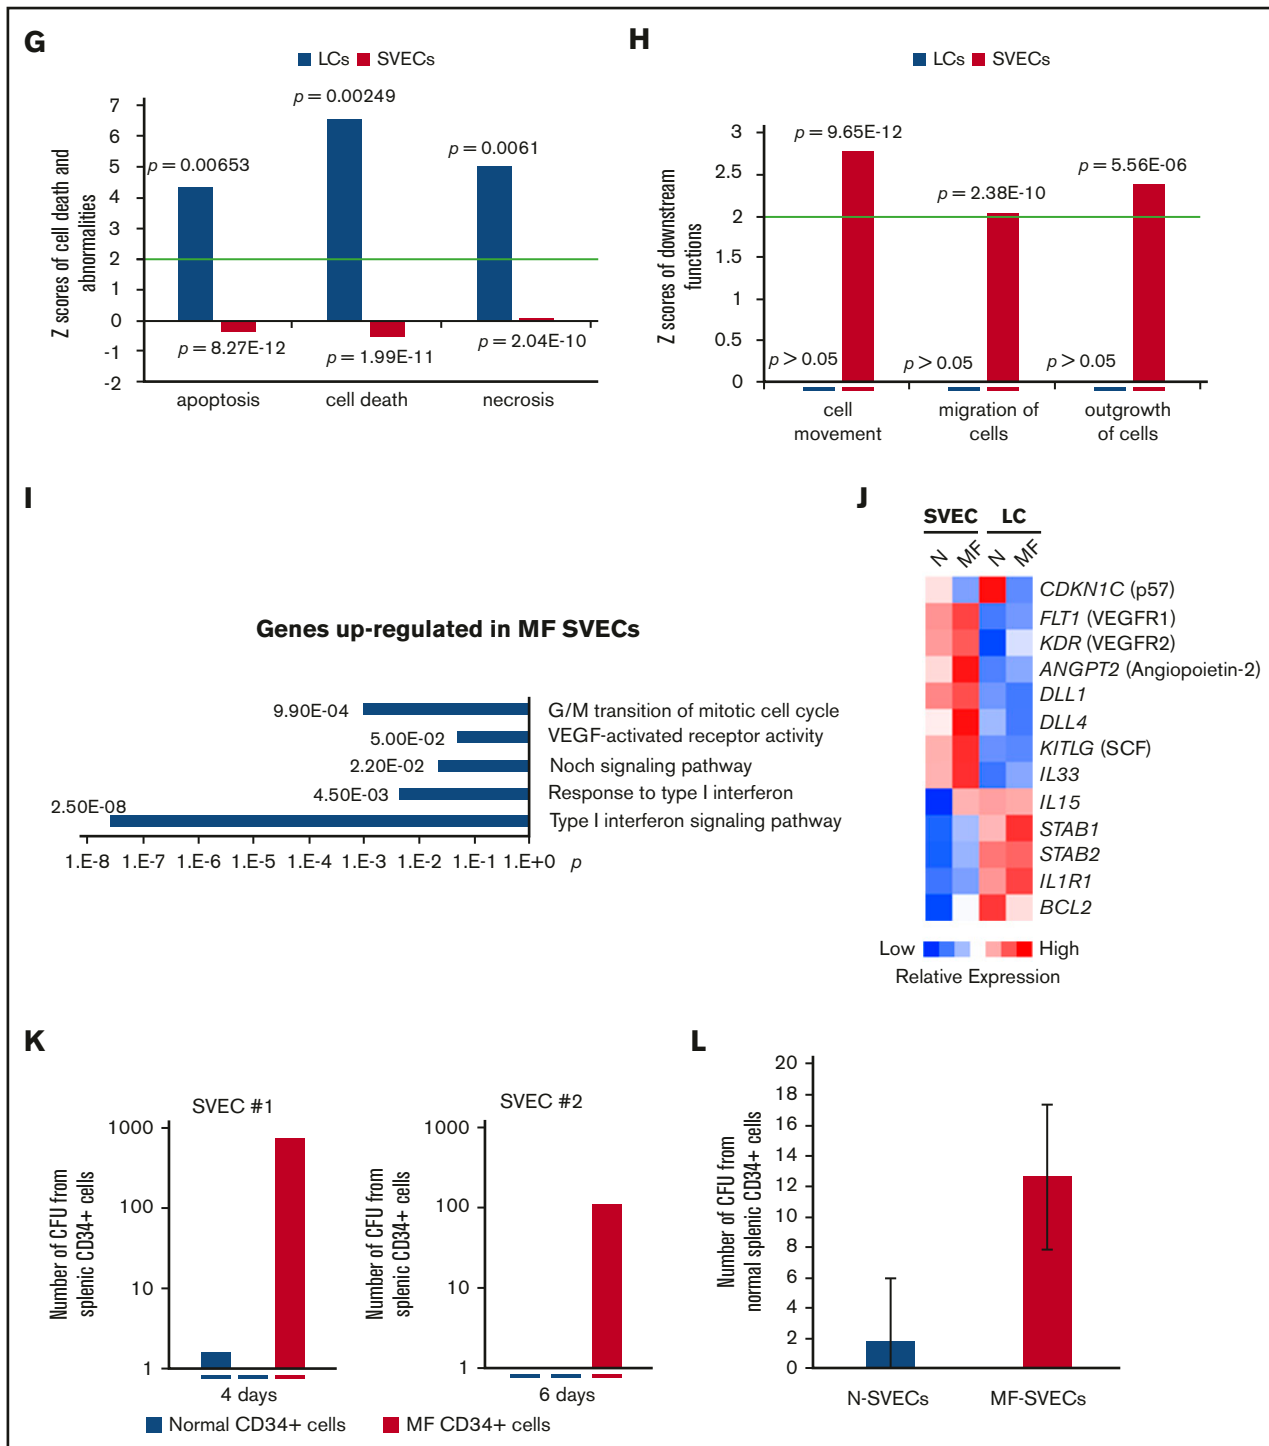 G
LCs SVECs
Z scores of cell death and
abnormalities
7
6
5
4
3
2
1
0
-1
-2
p = 0.00653
p = 0.00249
p = 0.0061
p = 8.27E-12
p = 1.99E-11
p = 2.04E-10
apoptosis
cell death
necrosis
H
LCs SVECs
Z scores of downstream
functions
3
2.5
2
1.5
1
0.5
0
p = 9.65E-12
p = 2.38E-10
p = 5.56E-06
p > 0.05
p > 0.05
p > 0.05
cell
movement
migration of
cells
outgrowth
of cells
I
Genes up-regulated in MF SVECs
9.90E-04 G/M transition of mitotic cell cycle
5.00E-02 VEGF-activated receptor activity
2.20E-02 Noch signaling pathway
4.50E-03 Response to type I interferon
2.50E-08 Type I interferon signaling pathway
1.E-8 1.E-7 1.E-6 1.E-5 1.E-4 1.E-3 1.E-2 1.E-1 1.E+0 p
J
SVEC LC
N MF N MF
CDKN1C (p57)
FLT1 (VEGFR1)
KDR (VEGFR2)
ANGPT2 (Angiopoietin-2)
DLL1
DLL4
KITLG (SCF)
IL33
IL15
STAB1
STAB2
IL1R1
BCL2
Low High
Relative Expression
K
SVEC #1
Number of CFU from
splenic CD34+ cells
1000
100
10
1
4 days
SVEC #2
Number of CFU from
splenic CD34+ cells
1000
100
10
1
6 days
Normal CD34+ cells MF CD34+ cells
L
Number of CFU from
normal splenic CD34+ cells
20
18
16
14
12
10
8
6
4
2
0
N-SVECs
MF-SVECs